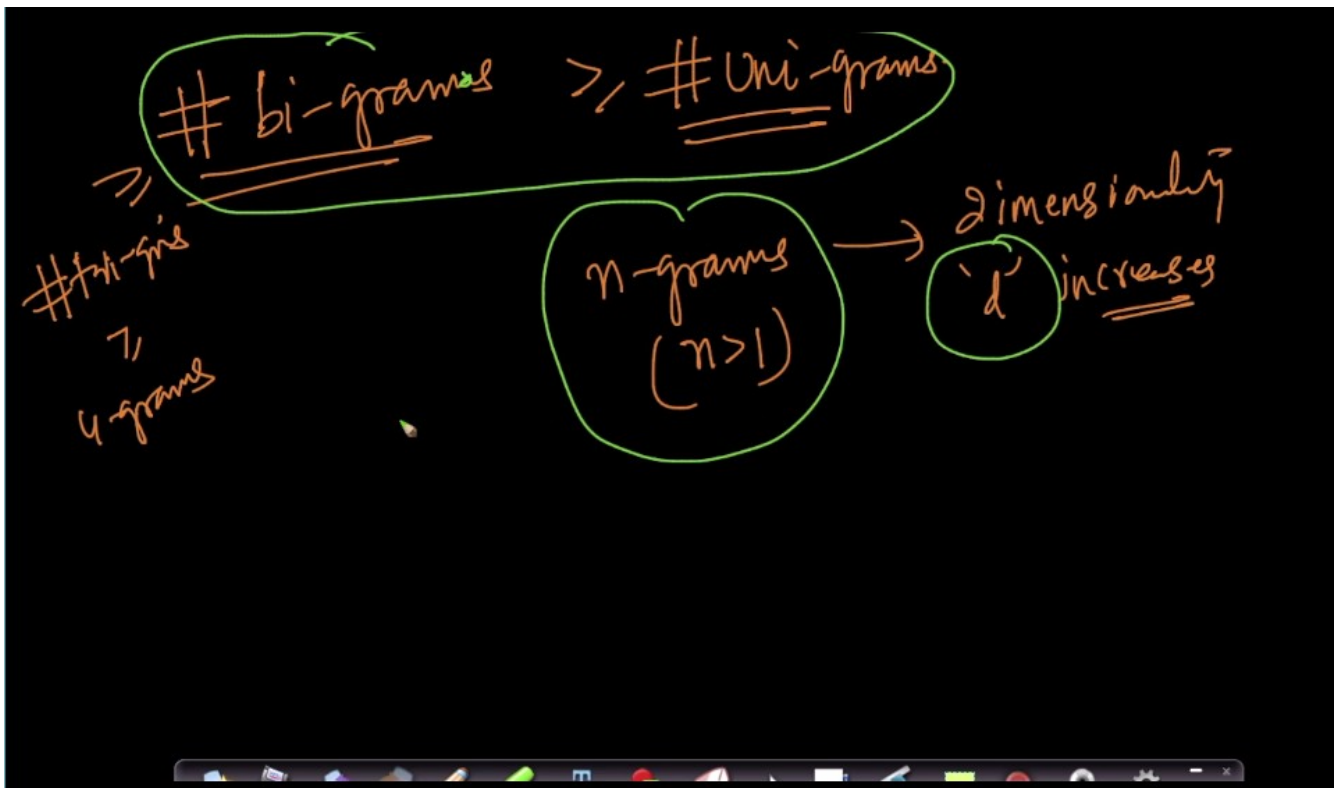 # bi-grams ≥ # uni-grams
≥
# tri-grs
≥
4-grams
n-grams
(n>1)
→ dimensionality
'd' increases